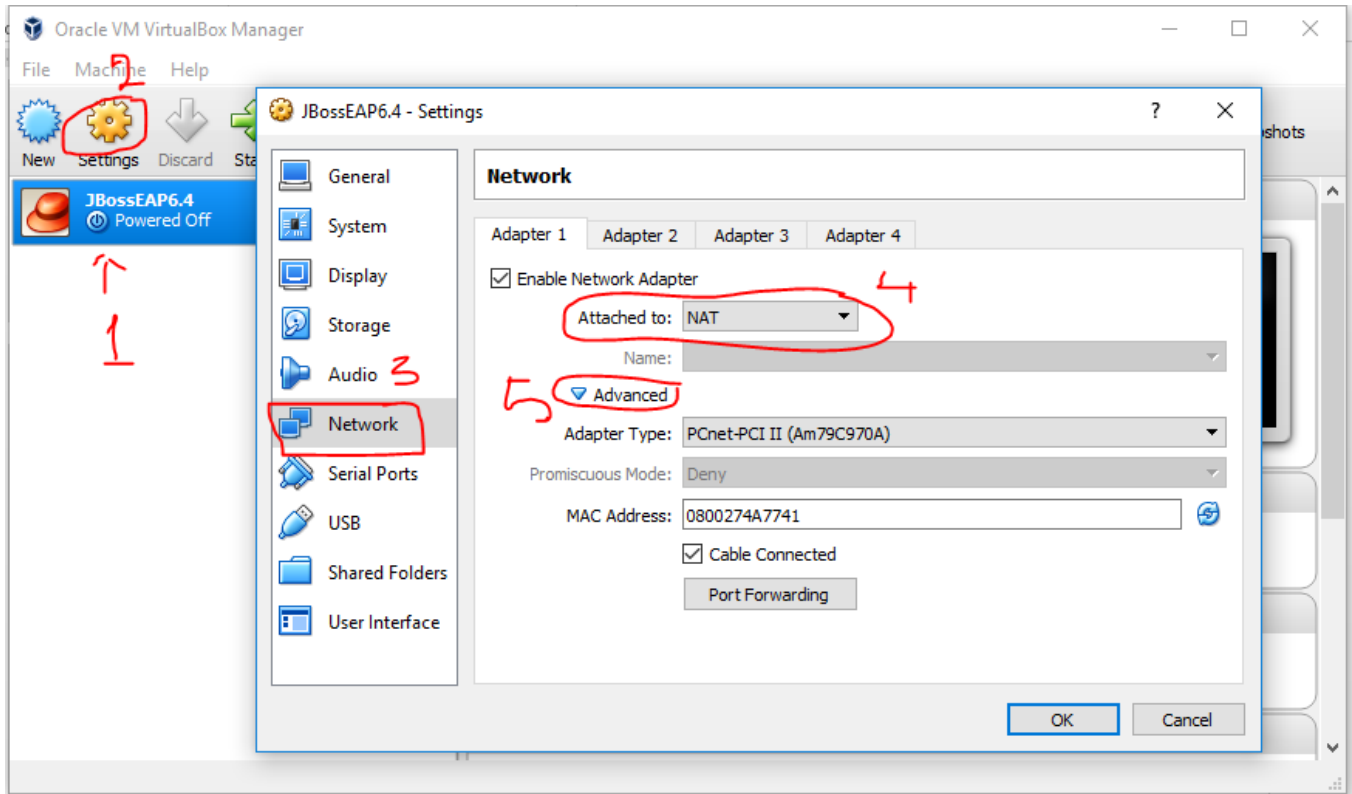 Oracle VM VirtualBox Manager
File Machine Help
2
New Settings Discard Sta
shots
JBossEAP6.4
Powered Off
1
JBossEAP6.4 - Settings
?
General
System
Display
Storage
Audio 3
Network
Serial Ports
USB
Shared Folders
User Interface
Network
Adapter 1 Adapter 2 Adapter 3 Adapter 4
Enable Network Adapter
4
Attached to: NAT
Name:
5 Advanced
Adapter Type: PCnet-PCI II (Am79C970A)
Promiscuous Mode: Deny
MAC Address: 0800274A7741
Cable Connected
Port Forwarding
OK Cancel